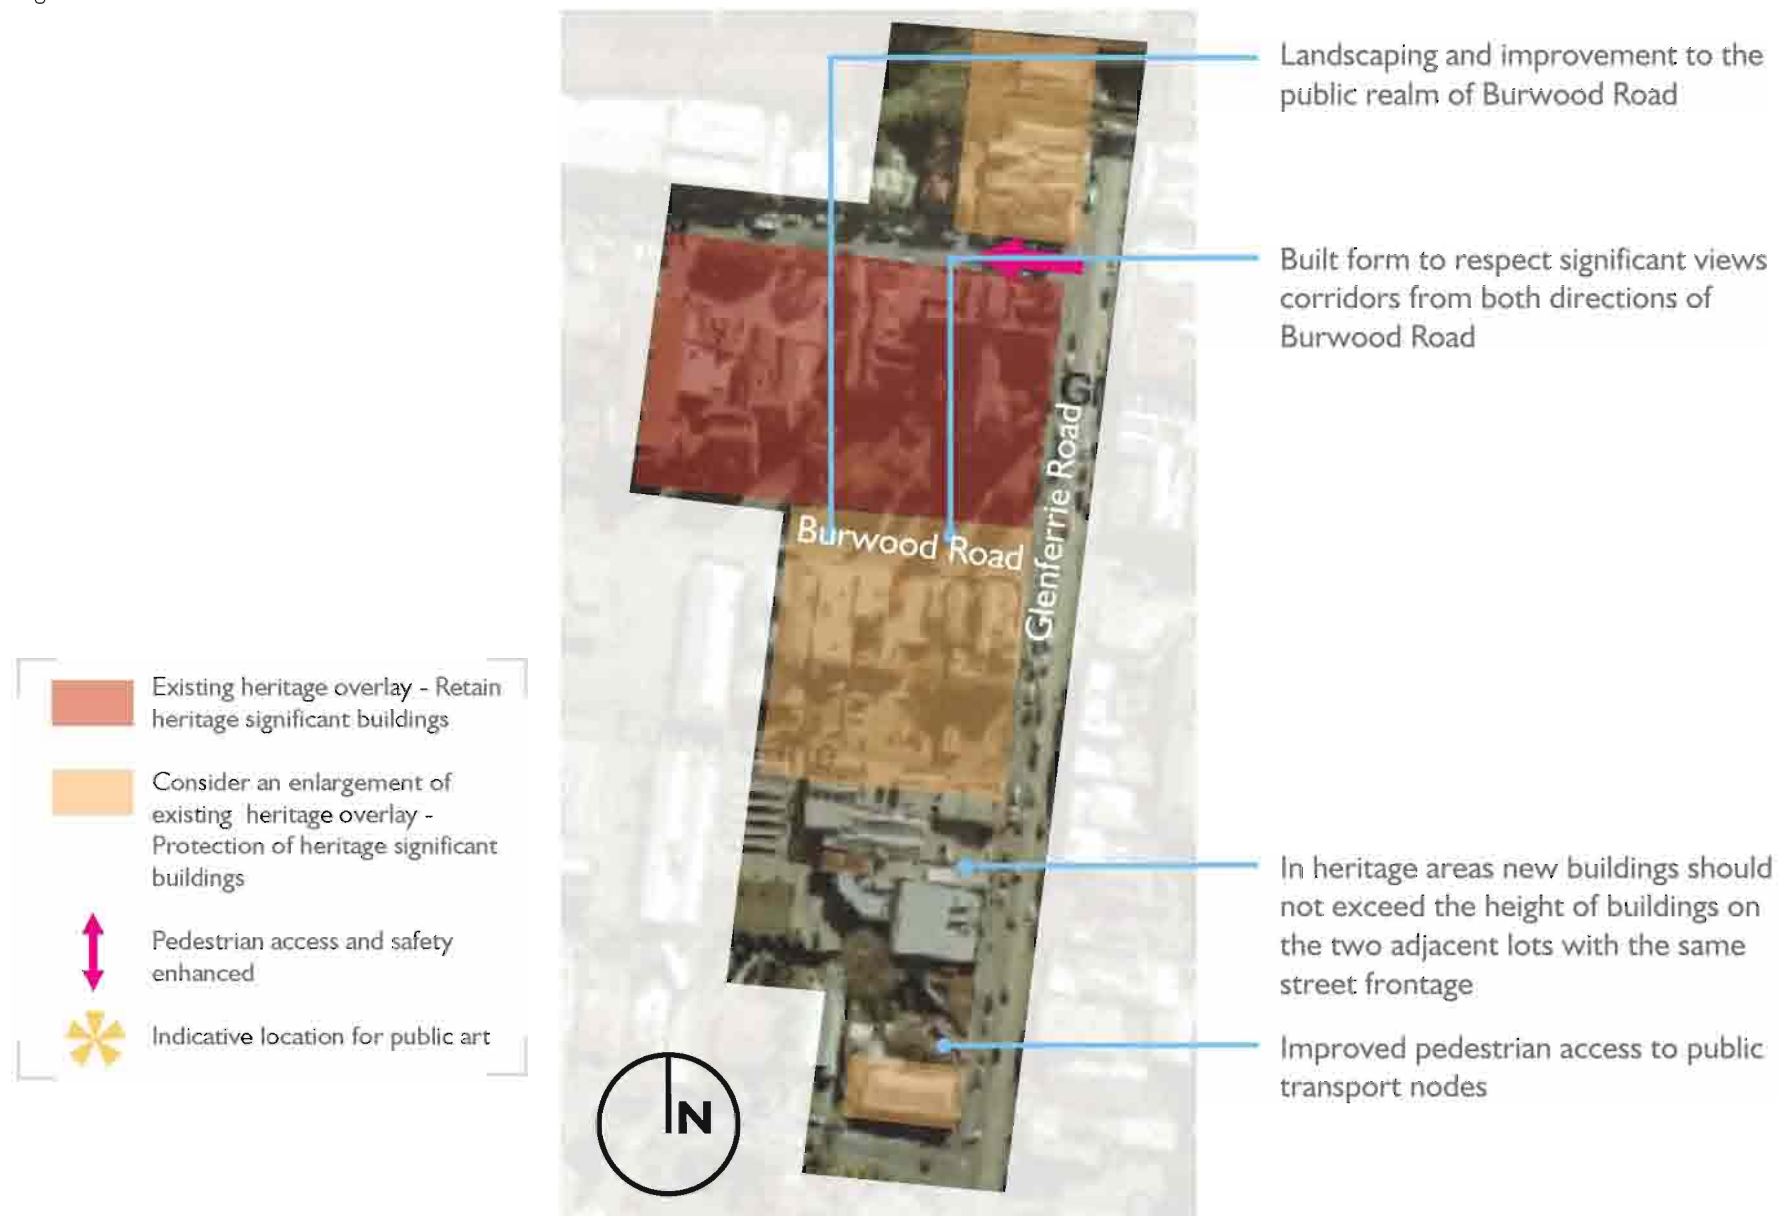 Landscaping and improvement to the
public realm of Burwood Road
Built form to respect significant views
corridors from both directions of
Burwood Road
Gl
Glenferrie Road
Burwood Road
Existing heritage overlay - Retain
heritage significant buildings
Consider an enlargement of
existing heritage overlay -
Protection of heritage significant
buildings
Pedestrian access and safety
enhanced
Indicative location for public art
N
In heritage areas new buildings should
not exceed the height of buildings on
the two adjacent lots with the same
street frontage
Improved pedestrian access to public
transport nodes